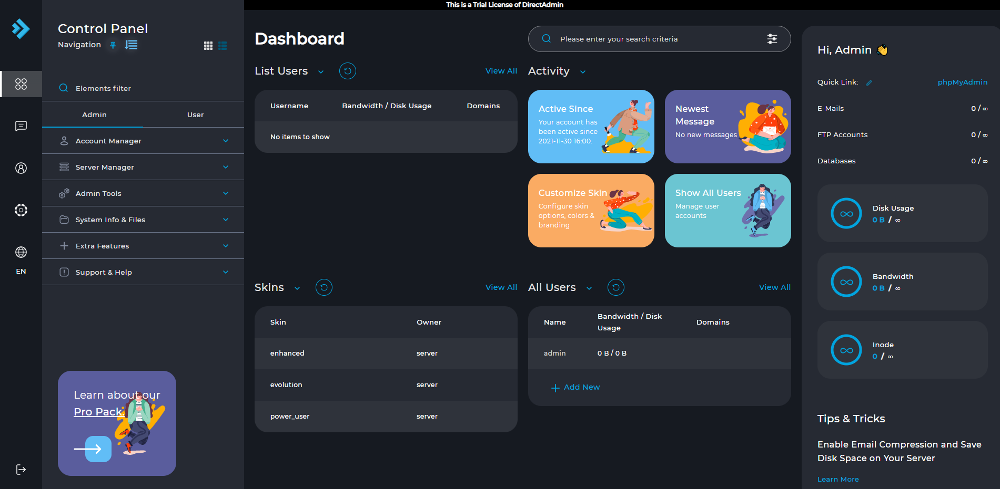 This is a Trial License of DirectAdmin
Control Panel
Navigation
Elements filter
Admin
User
Account Manager
Server Manager
Admin Tools
System Info & Files
Extra Features
Support & Help
EN
Learn about our
Pro Pack.
Dashboard
Please enter your search criteria
List Users
View All
Username
Bandwidth / Disk Usage
Domains
No items to show
Activity
Active Since
Your account has
been active since
2021-11-30 16:00.
Newest
Message
No new messages
Customize Skin
Configure skin
options, colors &
branding
Show All Users
Manage user
accounts
Skins
View All
Skin
Owner
enhanced
server
evolution
server
power_user
server
All Users
View All
Name
Bandwidth / Disk
Usage
Domains
admin
0 B / 0 B
Add New
Hi, Admin 👋
Quick Link:
phpMyAdmin
E-Mails
0 / ∞
FTP Accounts
0 / ∞
Databases
0 / ∞
Disk Usage
0 B / ∞
Bandwidth
0 B / ∞
Inode
0 / ∞
Tips & Tricks
Enable Email Compression and Save
Disk Space on Your Server
Learn More